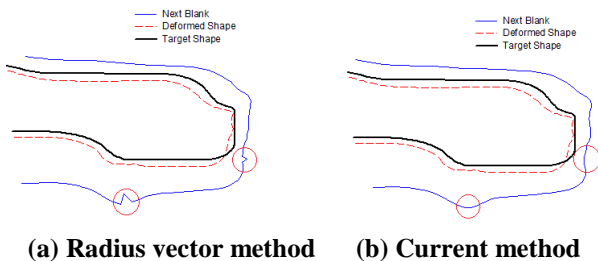 Next Blank
Deformed Shape
Target Shape
Next Blank
Deformed Shape
Target Shape
(a) Radius vector method (b) Current method